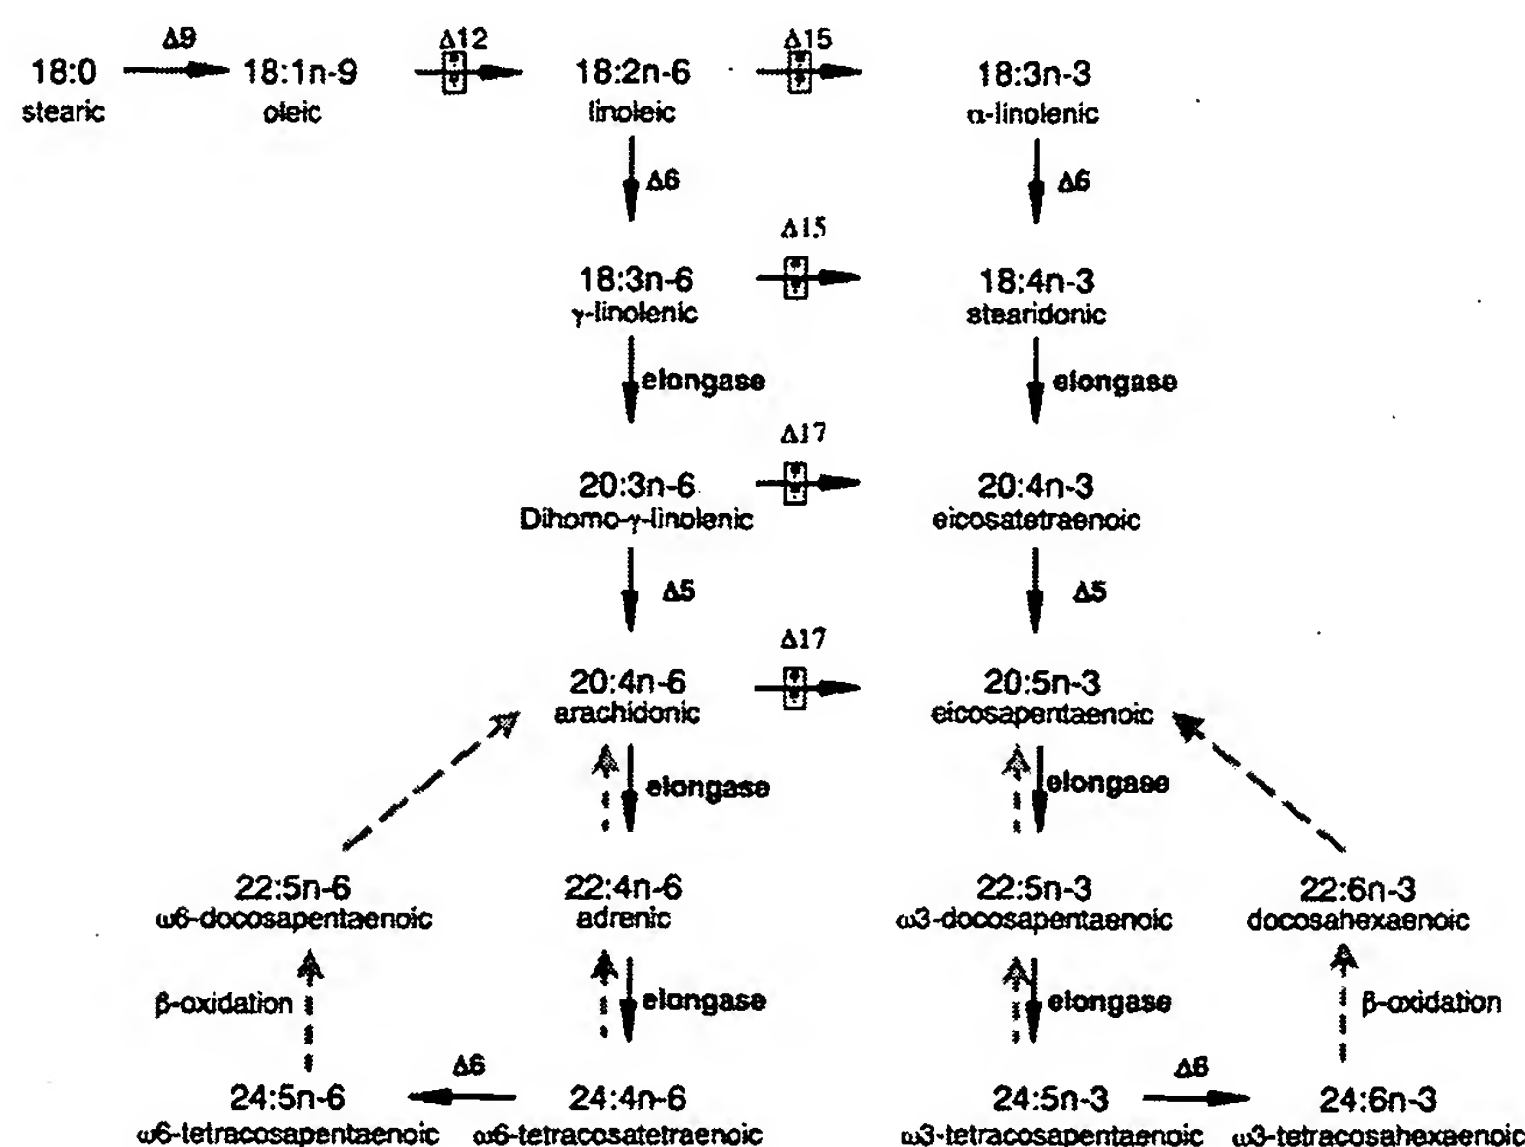 Δ9 Δ12 Δ15
18:0 18:1n-9 18:2n-6 18:3n-3
stearic oleic linoleic α-linolenic
Δ6 Δ6
Δ15
18:3n-6 18:4n-3
γ-linolenic stearidonic
elongase elongase
Δ17
20:3n-6 20:4n-3
Dihomo-γ-linolenic eicosatetraenoic
Δ5 Δ5
Δ17
20:4n-6 20:5n-3
arachidonic eicosapentaenoic
elongase elongase
22:5n-6 22:4n-6 22:5n-3 22:6n-3
ω6-docosapentaenoic adrenic ω3-docosapentaenoic docosahexaenoic
β-oxidation elongase elongase β-oxidation
Δ6 Δ6
24:5n-6 24:4n-6 24:5n-3 24:6n-3
ω6-tetracosapentaenoic ω6-tetracosatetraenoic ω3-tetracosapentaenoic ω3-tetracosahexaenoic